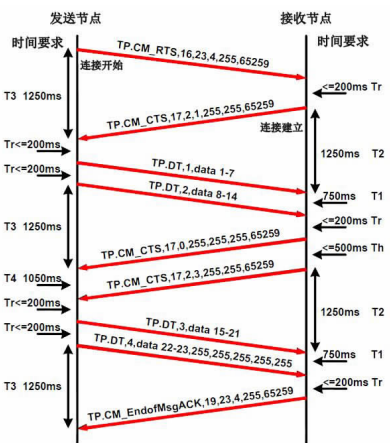 发送节点 接收节点
时间要求 时间要求
TP.CM_RTS,16,23,4,255,65259
连接开始
<=200ms Tr
T3 1250ms
TP.CM_CTS,17,2,1,255,255,65259
连接建立
Tr<=200ms
1250ms T2
Tr<=200ms
TP.DT,1,data 1-7
TP.DT,2,data 8-14
750ms T1
<=200ms Tr
T3 1250ms
TP.CM_CTS,17,0,255,255,255,65259
<=500ms Th
T4 1050ms
TP.CM_CTS,17,2,3,255,255,65259
Tr<=200ms
1250ms T2
Tr<=200ms
TP.DT,3,data 15-21
TP.DT,4,data 22-23,255,255,255,255,255
750ms T1
<=200ms Tr
T3 1250ms
TP.CM_EndofMsgACK,19,23,4,255,65259